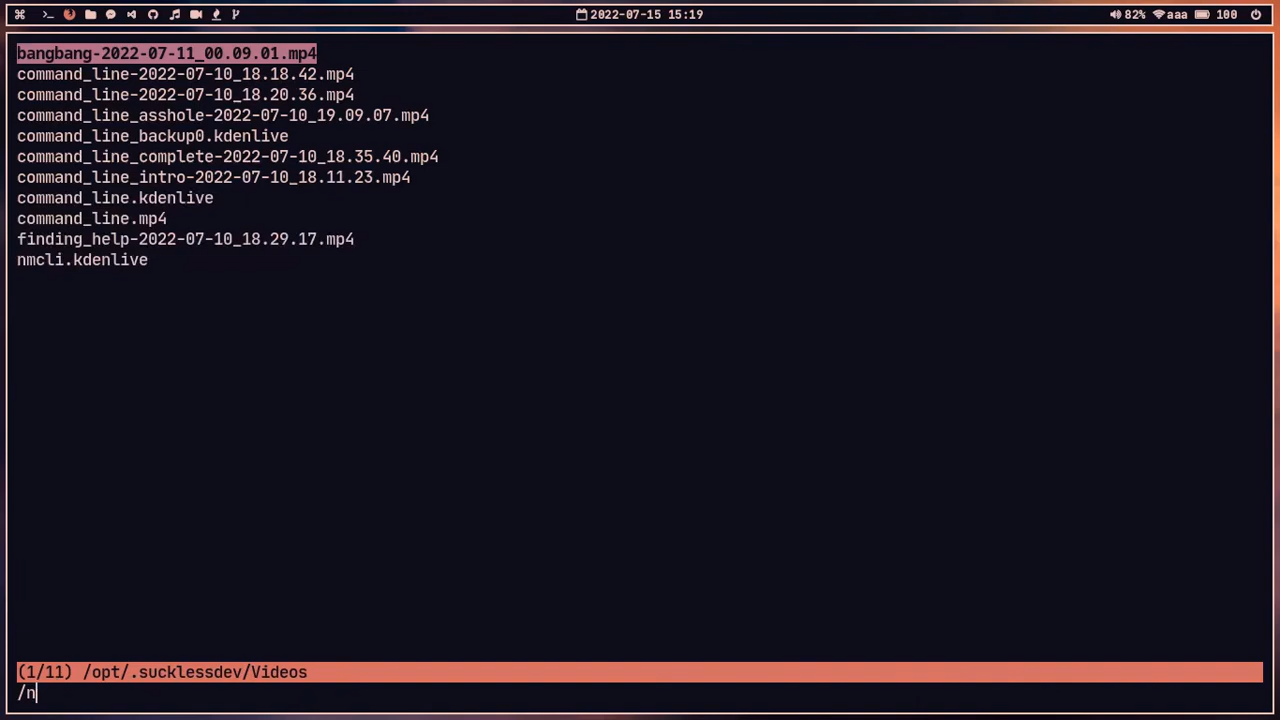 2022-07-15 15:19
82% aaa 100
bangbang-2022-07-11_00.09.01.mp4
command_line-2022-07-10_18.18.42.mp4
command_line-2022-07-10_18.20.36.mp4
command_line_asshole-2022-07-10_19.09.07.mp4
command_line_backup0.kdenlive
command_line_complete-2022-07-10_18.35.40.mp4
command_line_intro-2022-07-10_18.11.23.mp4
command_line.kdenlive
command_line.mp4
finding_help-2022-07-10_18.29.17.mp4
nmcli.kdenlive
(1/11) /opt/.sucklessdev/Videos
/n